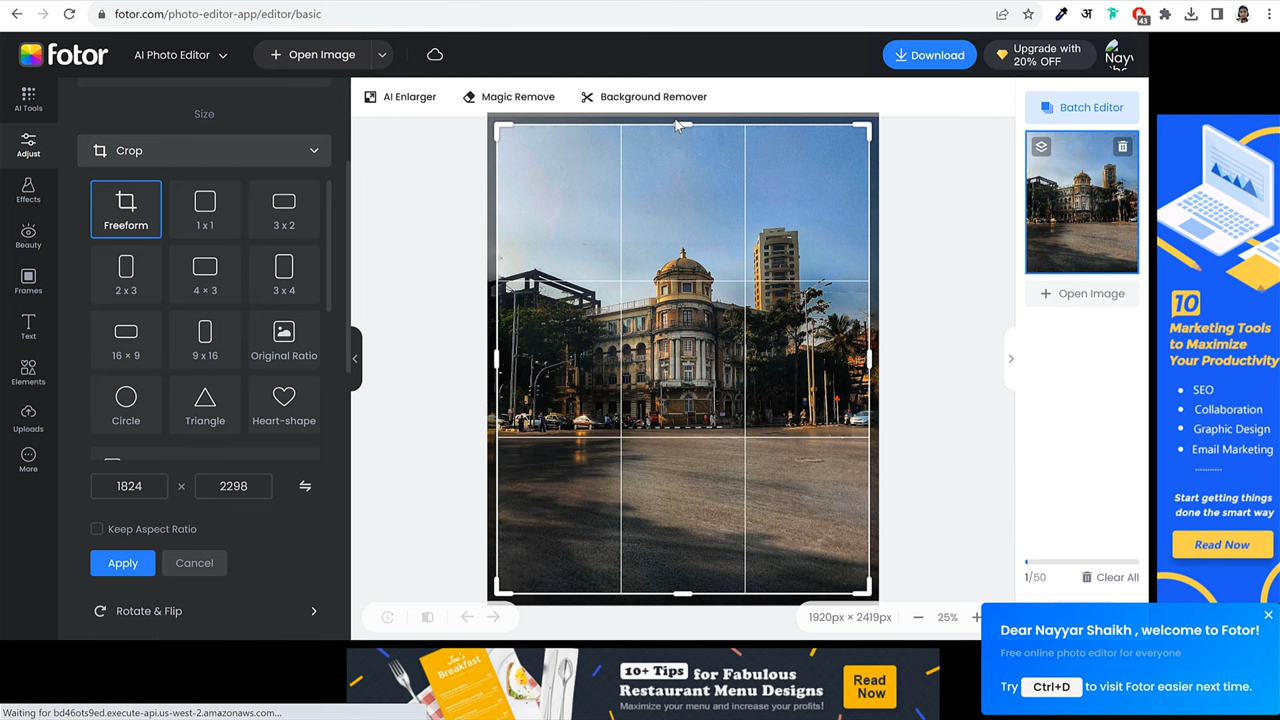 fotor.com/photo-editor-app/editor/basic
अ
43
fotor
AI Photo Editor
Open Image
Download
Upgrade with
20% OFF
Nayy
AI Tools
Adjust
Effects
Beauty
Frames
Text
Elements
Uploads
More
Size
Crop
Freeform
1 x 1
3 x 2
2 x 3
4 × 3
3 x 4
16 × 9
9 x 16
Original Ratio
Circle
Triangle
Heart-shape
1824 × 2298
Keep Aspect Ratio
Apply
Cancel
Rotate & Flip
AI Enlarger
Magic Remove
Background Remover
1920px × 2419px
25%
Batch Editor
Open Image
1/50
Clear All
10
Marketing Tools
to Maximize
Your Productivity
SEO
Collaboration
Graphic Design
Email Marketing
Start getting things
done the smart way
Read Now
Dear Nayyar Shaikh , welcome to Fotor!
Free online photo editor for everyone
Try Ctrl+D to visit Fotor easier next time.
Joe's
Breakfast
10+ Tips for Fabulous
Restaurant Menu Designs
Maximize your menu and increase your profits!
Read
Now
Waiting for bd46ots9ed.execute-api.us-west-2.amazonaws.com...